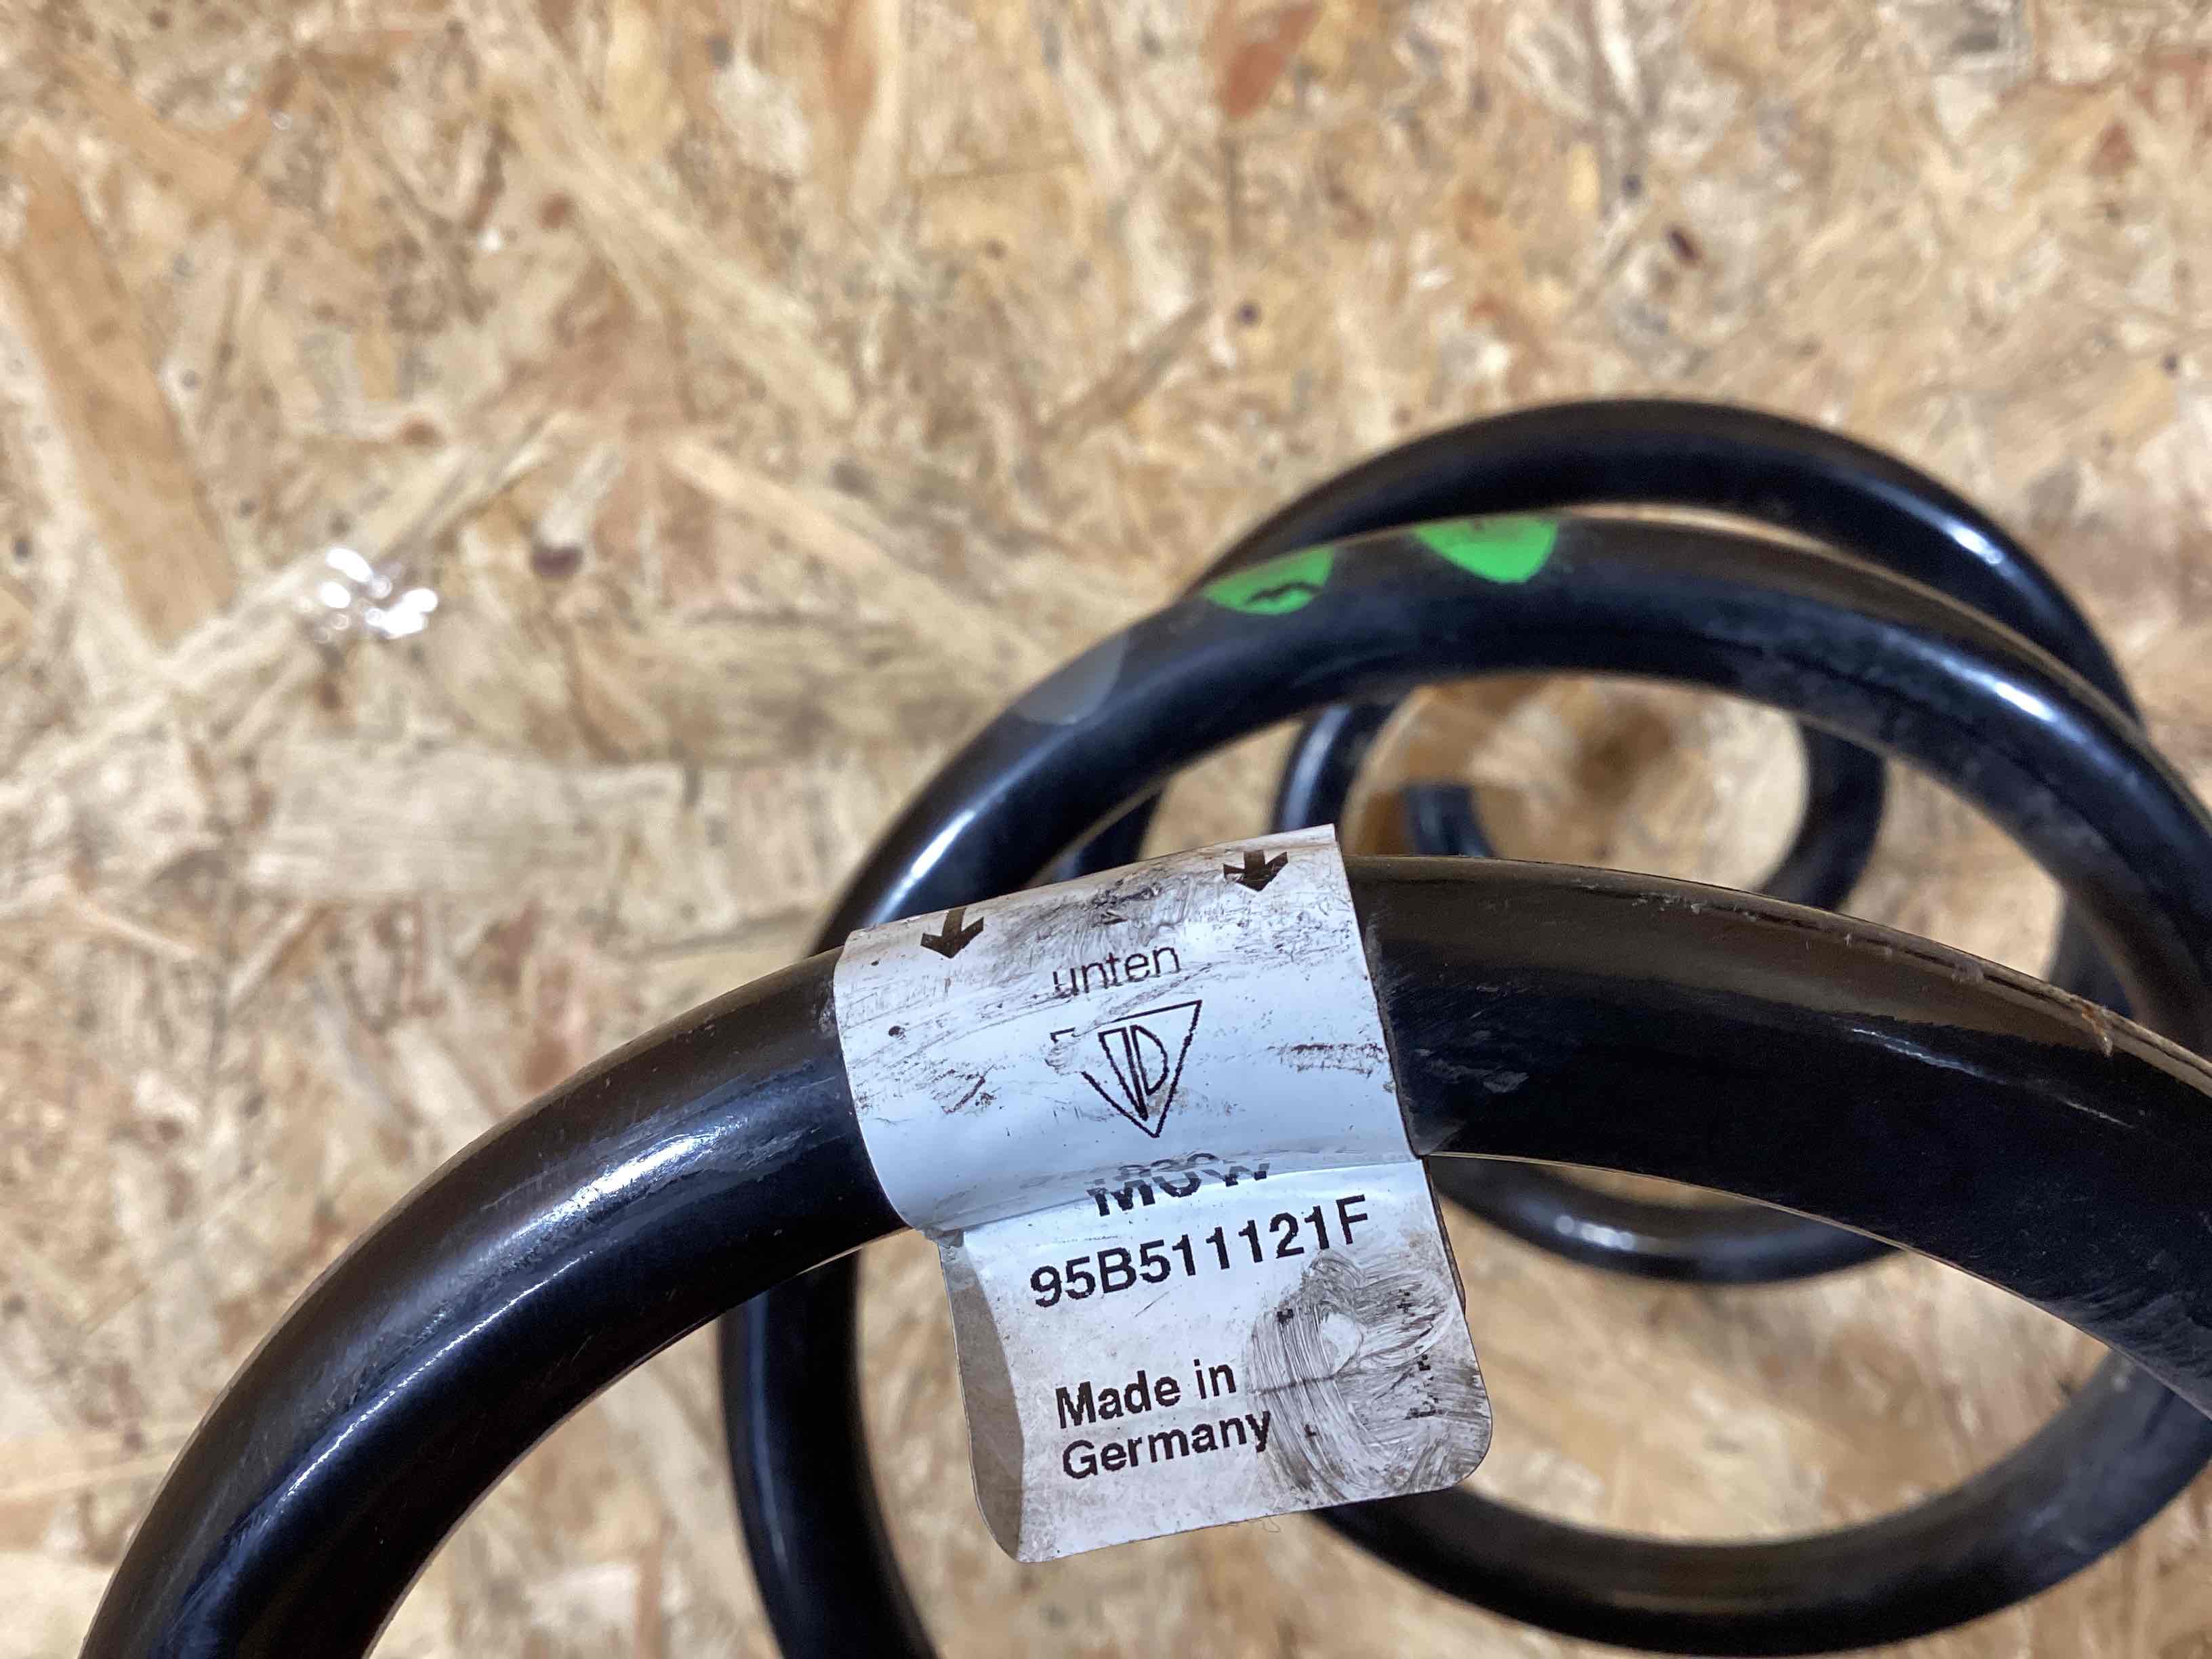 unten
95B511121F
Made in
Germany